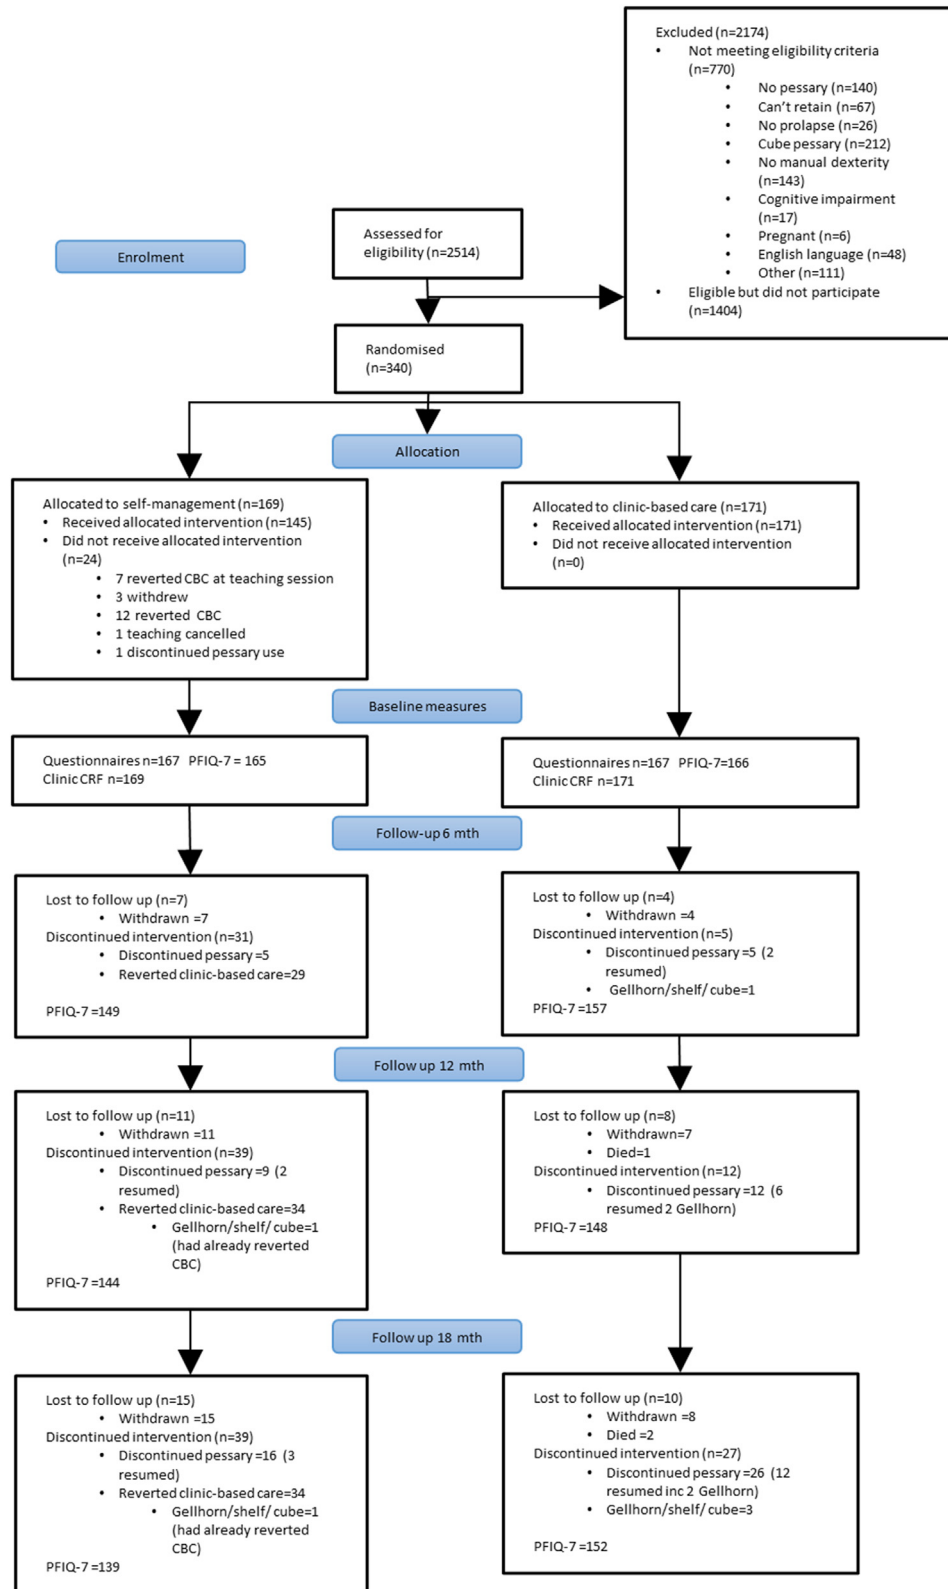 Excluded (n=2174)
• Not meeting eligibility criteria
(n=770)
• No pessary (n=140)
• Can't retain (n=67)
• No prolapse (n=26)
• Cube pessary (n=212)
• No manual dexterity
(n=143)
• Cognitive impairment
(n=17)
• Pregnant (n=6)
• English language (n=48)
• Other (n=111)
• Eligible but did not participate
(n=1404)
Enrolment
Assessed for
eligibility (n=2514)
Randomised
(n=340)
Allocation
Allocated to self-management (n=169)
• Received allocated intervention (n=145)
• Did not receive allocated intervention
(n=24)
• 7 reverted CBC at teaching session
• 3 withdrew
• 12 reverted CBC
• 1 teaching cancelled
• 1 discontinued pessary use
Allocated to clinic-based care (n=171)
• Received allocated intervention (n=171)
• Did not receive allocated intervention
(n=0)
Baseline measures
Questionnaires n=167 PFIQ-7 = 165
Clinic CRF n=169
Questionnaires n=167 PFIQ-7=166
Clinic CRF n=171
Follow-up 6 mth
Lost to follow up (n=7)
• Withdrawn =7
Discontinued intervention (n=31)
• Discontinued pessary =5
• Reverted clinic-based care=29
PFIQ-7 =149
Lost to follow up (n=4)
• Withdrawn =4
Discontinued intervention (n=5)
• Discontinued pessary =5 (2
resumed)
• Gellhorn/shelf/ cube=1
PFIQ-7 =157
Follow up 12 mth
Lost to follow up (n=11)
• Withdrawn =11
Discontinued intervention (n=39)
• Discontinued pessary =9 (2
resumed)
• Reverted clinic-based care=34
• Gellhorn/shelf/ cube=1
(had already reverted
CBC)
PFIQ-7 =144
Lost to follow up (n=8)
• Withdrawn=7
• Died=1
Discontinued intervention (n=12)
• Discontinued pessary =12 (6
resumed 2 Gellhorn)
PFIQ-7 =148
Follow up 18 mth
Lost to follow up (n=15)
• Withdrawn =15
Discontinued intervention (n=39)
• Discontinued pessary =16 (3
resumed)
• Reverted clinic-based care=34
• Gellhorn/shelf/ cube=1
(had already reverted
CBC)
PFIQ-7 =139
Lost to follow up (n=10)
• Withdrawn =8
• Died =2
Discontinued intervention (n=27)
• Discontinued pessary =26 (12
resumed inc 2 Gellhorn)
• Gellhorn/shelf/ cube=3
PFIQ-7 =152